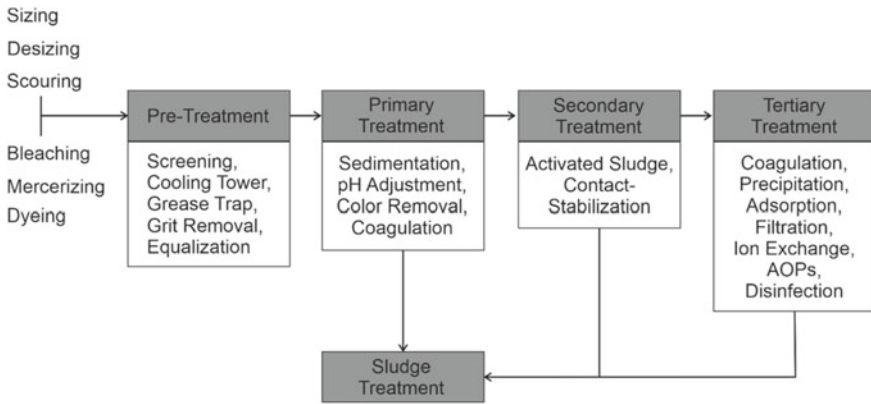 Sizing
Desizing
Scouring
Bleaching
Mercerizing
Dyeing
Pre-Treatment
Screening,
Cooling Tower,
Grease Trap,
Grit Removal,
Equalization
Primary
Treatment
Sedimentation,
pH Adjustment,
Color Removal,
Coagulation
Secondary
Treatment
Activated Sludge,
Contact-
Stabilization
Tertiary
Treatment
Coagulation,
Precipitation,
Adsorption,
Filtration,
Ion Exchange,
AOPs,
Disinfection
Sludge
Treatment